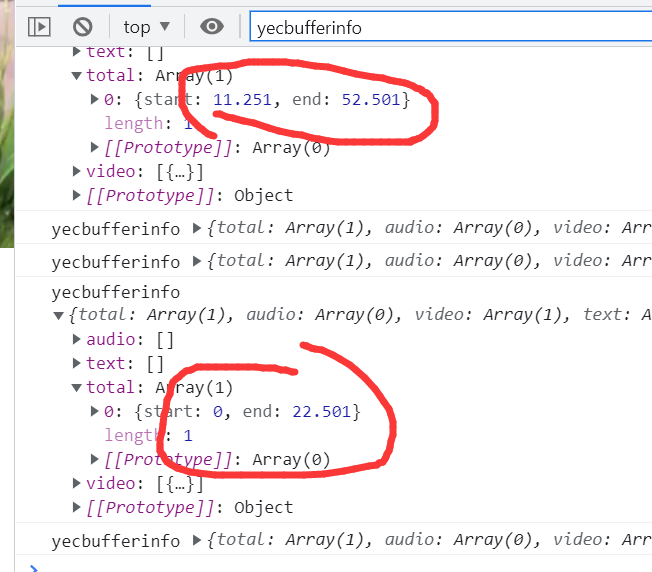 top ▼ yecbufferinfo
▶ text: []
▼ total: Array(1)
▶ 0: {start: 11.251, end: 52.501}
length: 1
▶ [[Prototype]]: Array(0)
▶ video: [{…}]
▶ [[Prototype]]: Object
yecbufferinfo ▶ {total: Array(1), audio: Array(0), video: Arr
yecbufferinfo ▶ {total: Array(1), audio: Array(0), video: Arr
yecbufferinfo
▼ {total: Array(1), audio: Array(0), video: Array(1), text: A
▶ audio: []
▶ text: []
▼ total: Array(1)
▶ 0: {start: 0, end: 22.501}
length: 1
▶ [[Prototype]]: Array(0)
▶ video: [{…}]
▶ [[Prototype]]: Object
yecbufferinfo ▶ {total: Array(1), audio: Array(0), video: Arr